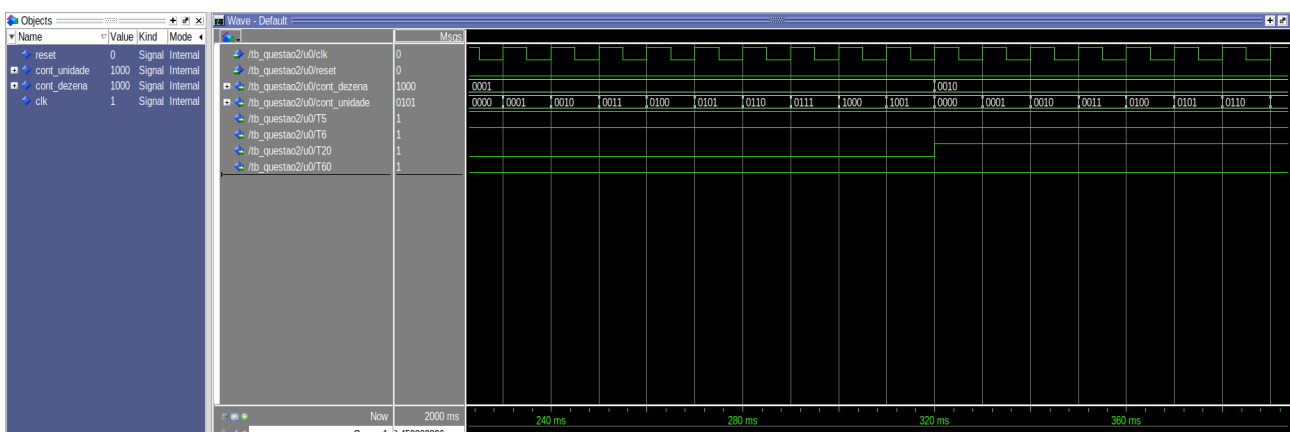 Objects
Name Value Kind Mode
reset 0 Signal Internal
cont_unidade 1000 Signal Internal
cont_dezena 1000 Signal Internal
clk 1 Signal Internal
Wave - Default
Msgs
/tb_questao2/u0/clk 0
/tb_questao2/u0/reset 0
/tb_questao2/u0/cont_dezena 1000 0001 0010
/tb_questao2/u0/cont_unidade 0101 0000 0001 0010 0011 0100 0101 0110 0111 1000 1001 0000 0001 0010 0011 0100 0101 0110
/tb_questao2/u0/T5 1
/tb_questao2/u0/T6 1
/tb_questao2/u0/T20 1
/tb_questao2/u0/T60 1
Now 2000 ms
240 ms 280 ms 320 ms 360 ms